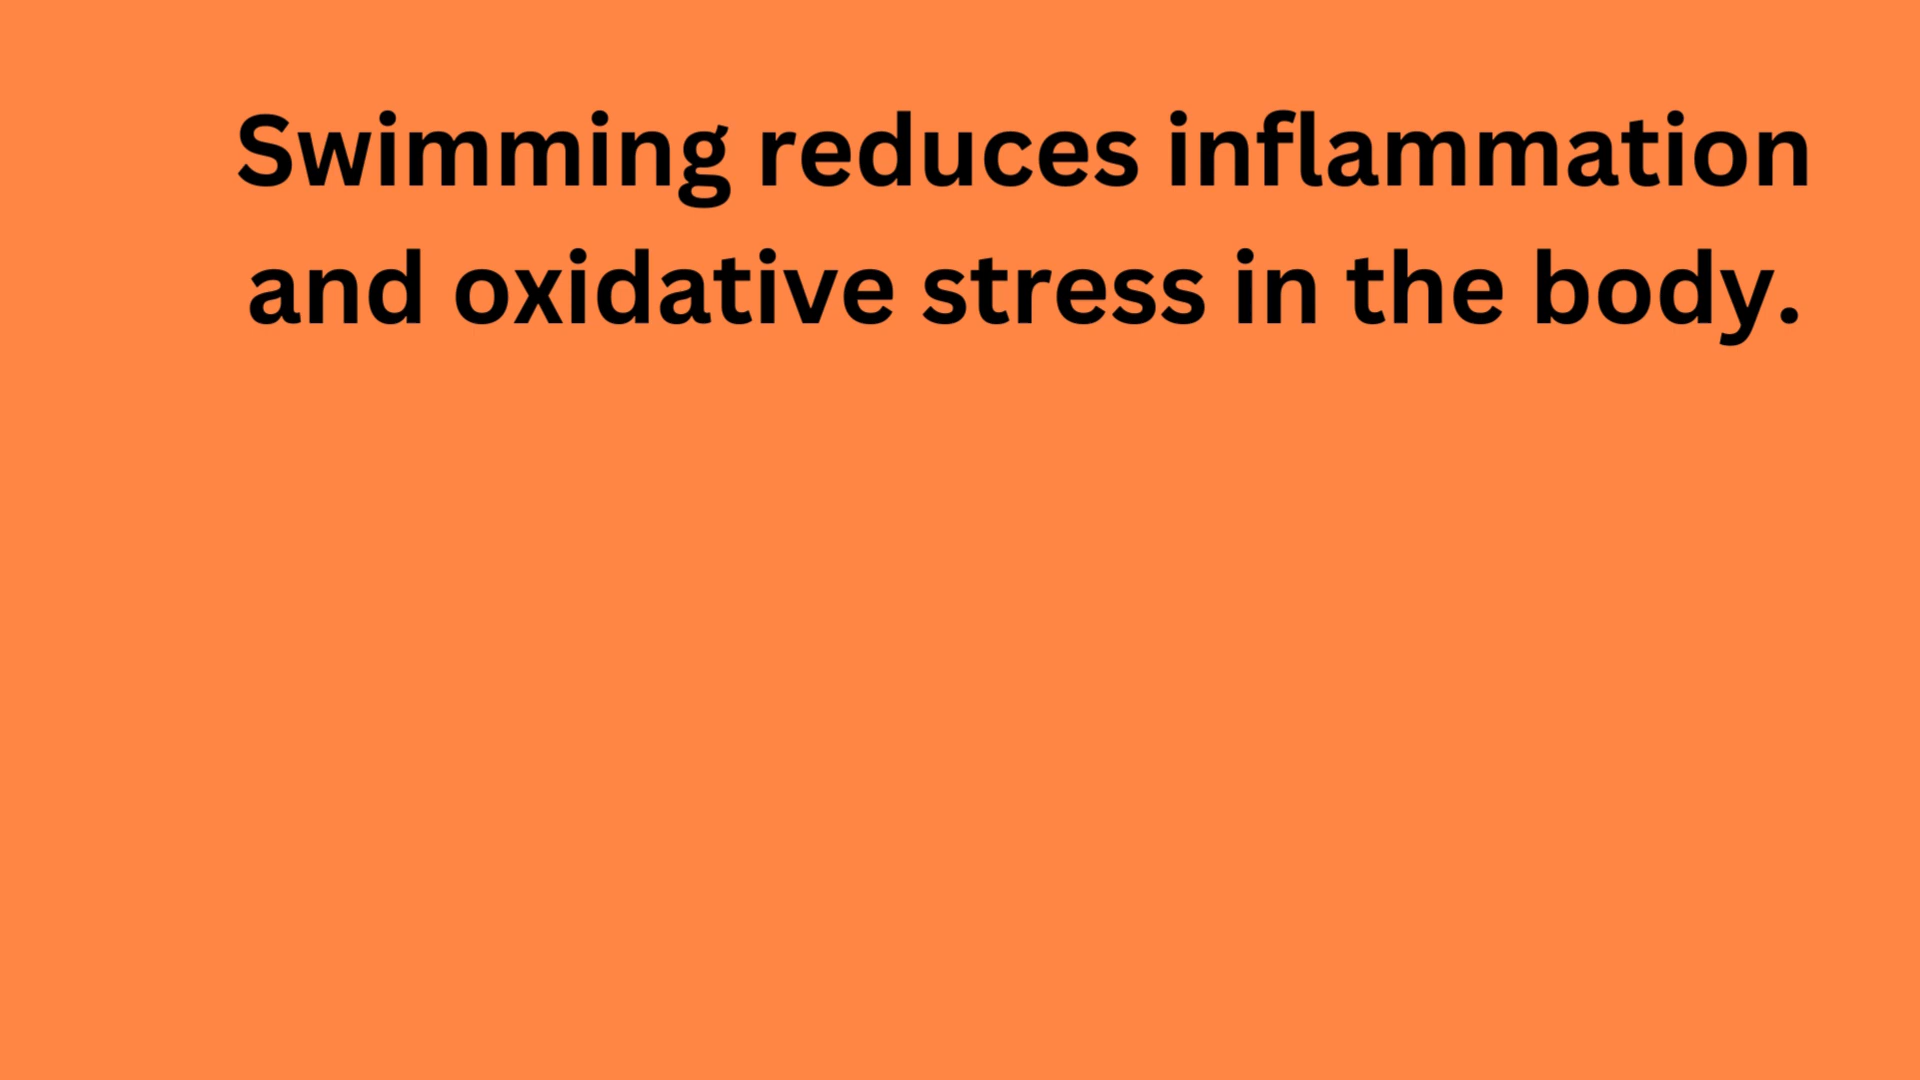 Swimming reduces inflammation
and oxidative stress in the body.